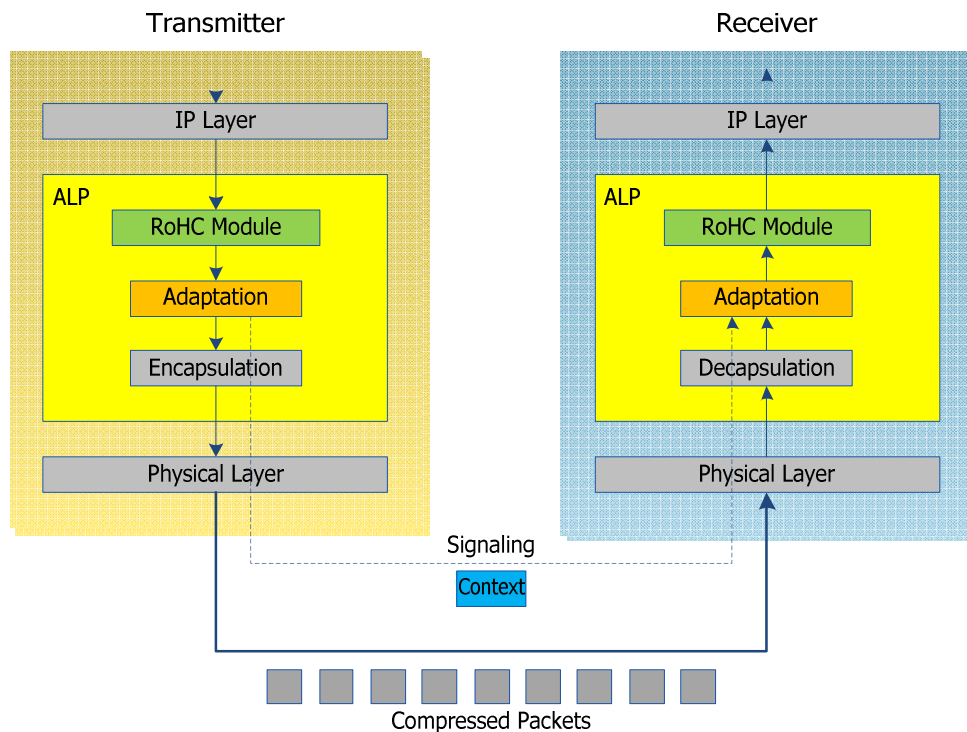 Transmitter
Receiver
IP Layer
IP Layer
ALP
ALP
RoHC Module
RoHC Module
Adaptation
Adaptation
Encapsulation
Decapsulation
Physical Layer
Physical Layer
Signaling
Context
Compressed Packets